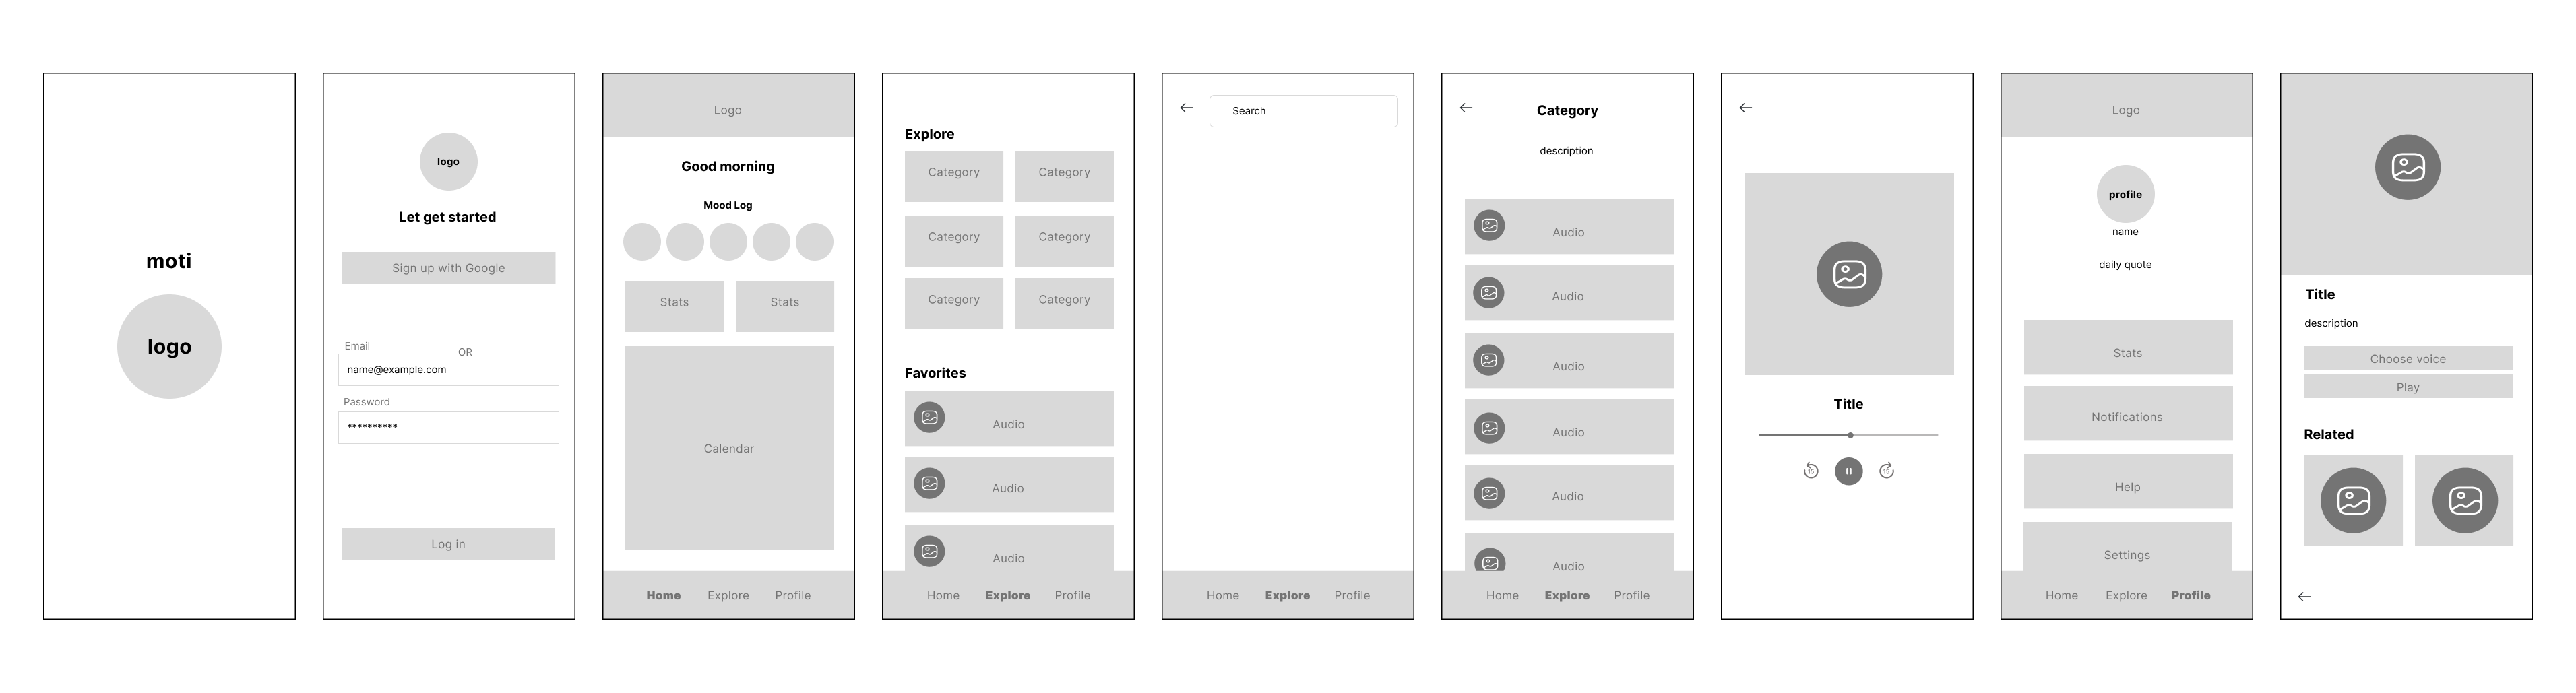 moti
logo
logo
Let get started
Sign up with Google
OR
Email
name@example.com
Password
**********
Log in
Logo
Good morning
Mood Log
Stats Stats
Calendar
Home Explore Profile
Explore
Category Category
Category Category
Category Category
Favorites
Audio
Audio
Audio
Home Explore Profile
Search
Home Explore Profile
Category
description
Audio
Audio
Audio
Audio
Audio
Audio
Home Explore Profile
Title
15 15
Logo
profile
name
daily quote
Stats
Notifications
Help
Settings
Home Explore Profile
Title
description
Choose voice
Play
Related